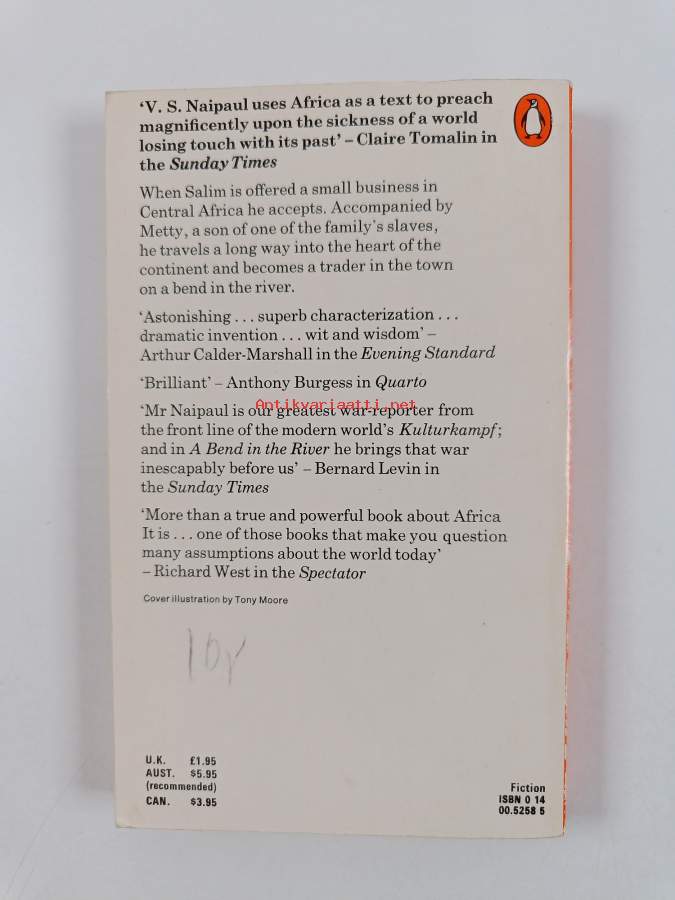 ‘V. S. Naipaul uses Africa as a text to preach
magnificently upon the sickness of a world
losing touch with its past’ – Claire Tomalin in
the Sunday Times
When Salim is offered a small business in
Central Africa he accepts. Accompanied by
Metty, a son of one of the family’s slaves,
he travels a long way into the heart of the
continent and becomes a trader in the town
on a bend in the river.
‘Astonishing . . . superb characterization . . .
dramatic invention . . . wit and wisdom’ –
Arthur Calder-Marshall in the Evening Standard
‘Brilliant’ – Anthony Burgess in Quarto
Antikvariaatti.net
‘Mr Naipaul is our greatest war-reporter from
the front line of the modern world’s Kulturkampf;
and in A Bend in the River he brings that war
inescapably before us’ – Bernard Levin in
the Sunday Times
‘More than a true and powerful book about Africa
It is . . . one of those books that make you question
many assumptions about the world today’
– Richard West in the Spectator
Cover illustration by Tony Moore
U.K. £1.95
AUST. $5.95
(recommended)
CAN. $3.95
Fiction
ISBN 0 14
00.5258 5